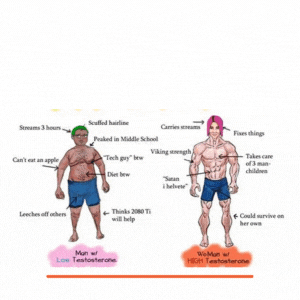 Scuffed hairline
Streams 3 hours
Carries streams
Peaked in Middle School
Fixes things
"Tech guy" btw
Viking strength
Can't eat an apple
Takes care
of 3 man-
children
Diet btw
"Satan
i helvete"
Leeches off others
Thinks 2080 Ti
will help
Could survive on
her own
Man w/
Low Testosterone
WoMan w/
HIGH Testosterone